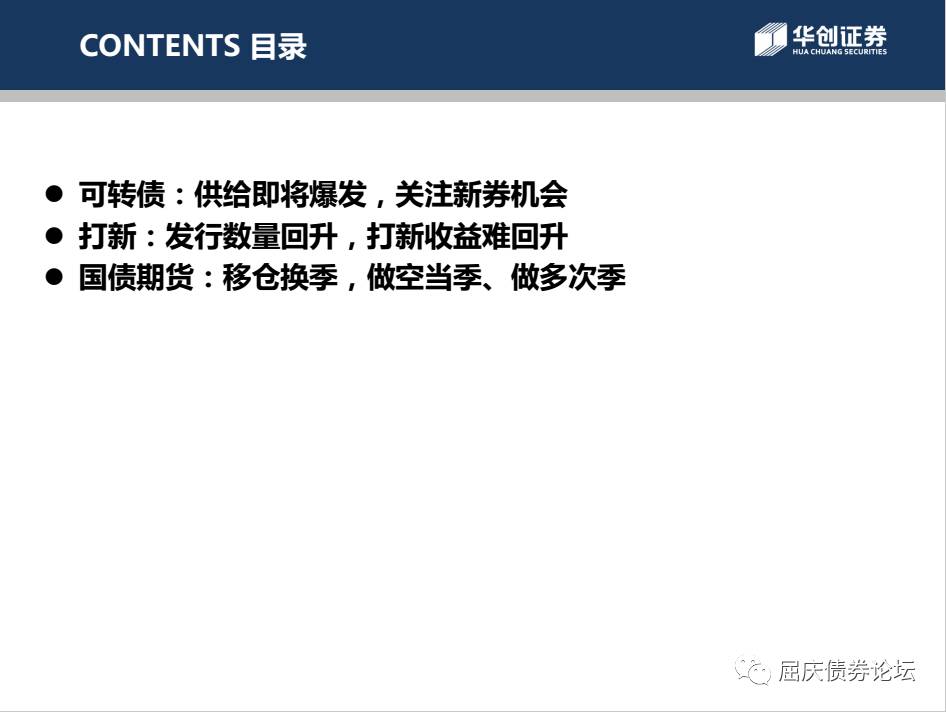 CONTENTS 目录
华创证券
HUA CHUANG SECURITIES
● 可转债：供给即将爆发，关注新券机会
● 打新：发行数量回升，打新收益难回升
● 国债期货：移仓换季，做空当季、做多次季
屈庆债券论坛